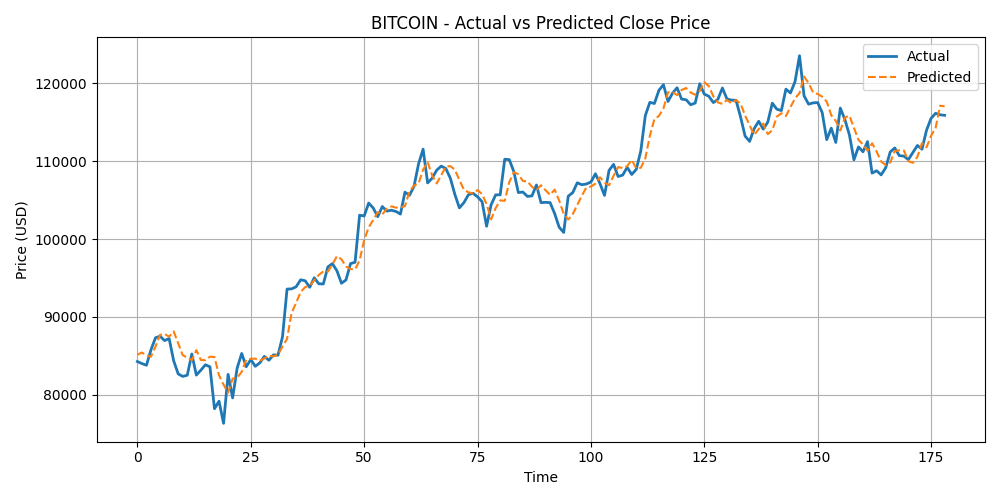 BITCOIN - Actual vs Predicted Close Price
Actual
Predicted
Price (USD)
120000
110000
100000
90000
80000
0 25 50 75 100 125 150 175
Time